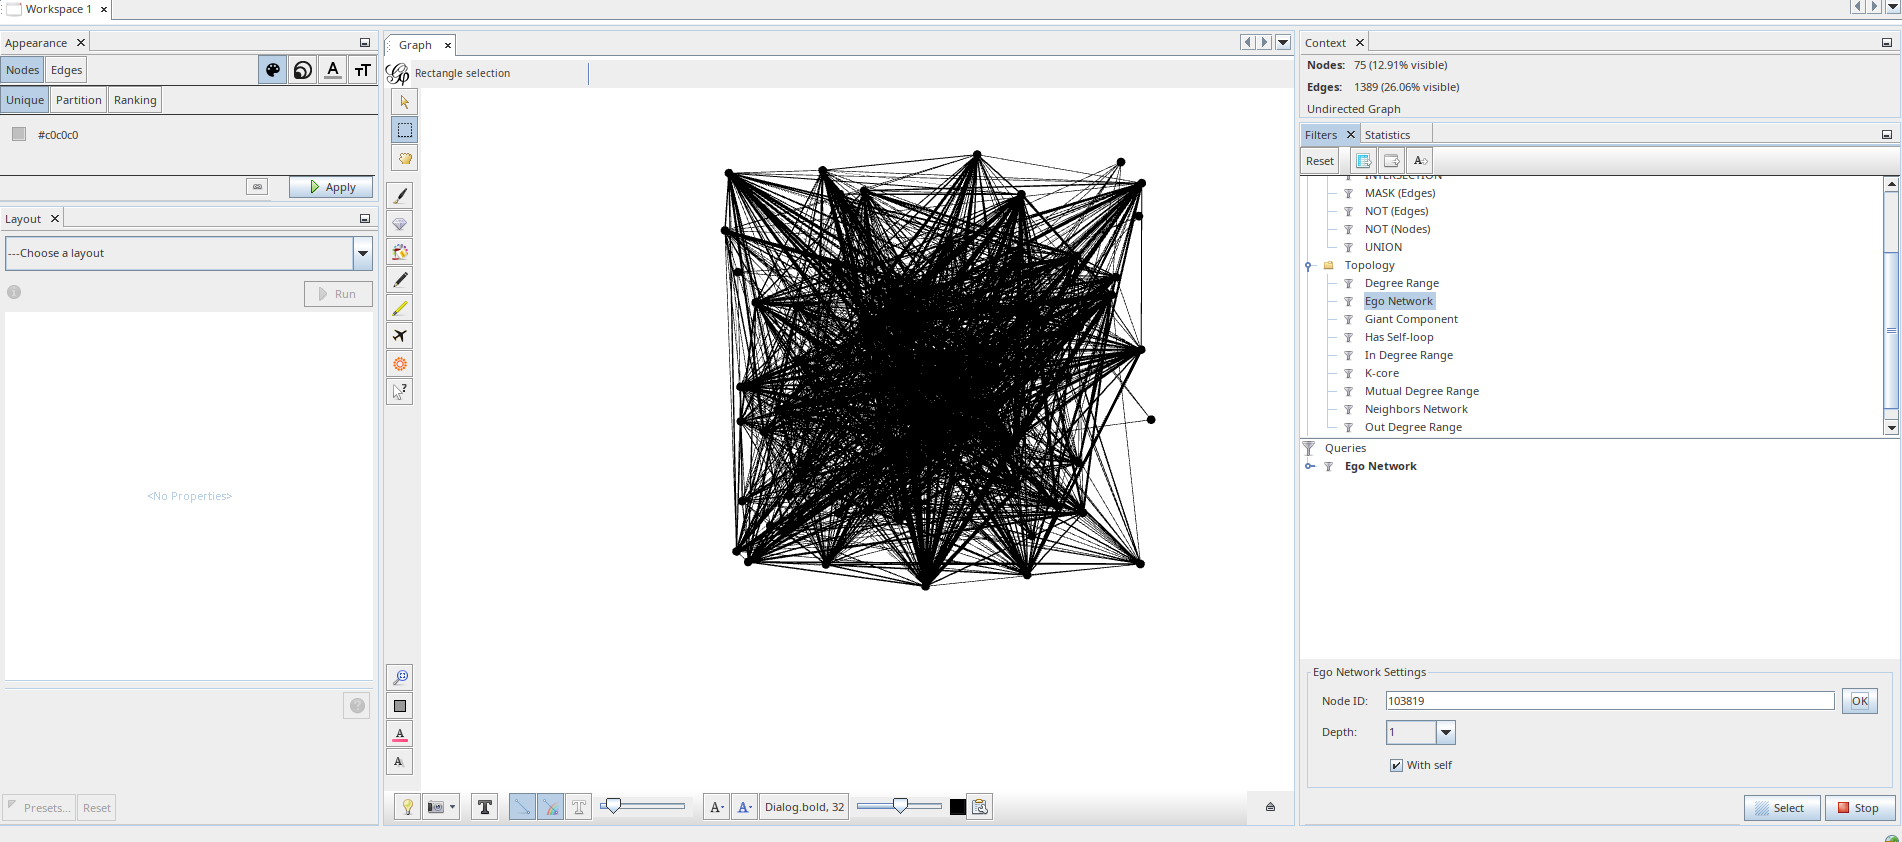 Workspace 1
Appearance
Nodes
Edges
A
TT
Unique
Partition
Ranking
#c0c0c0
Apply
Layout
---Choose a layout
Run
<No Properties>
Presets...
Reset
Graph
Rectangle selection
?
A
A
T
T
A
A
Dialog.bold, 32
Context
Nodes: 75 (12.91% visible)
Edges: 1389 (26.06% visible)
Undirected Graph
Filters
Statistics
Reset
A
INTERSECTION
MASK (Edges)
NOT (Edges)
NOT (Nodes)
UNION
Topology
Degree Range
Ego Network
Giant Component
Has Self-loop
In Degree Range
K-core
Mutual Degree Range
Neighbors Network
Out Degree Range
Queries
Ego Network
Ego Network Settings
Node ID: 103819 OK
Depth: 1
With self
Select
Stop